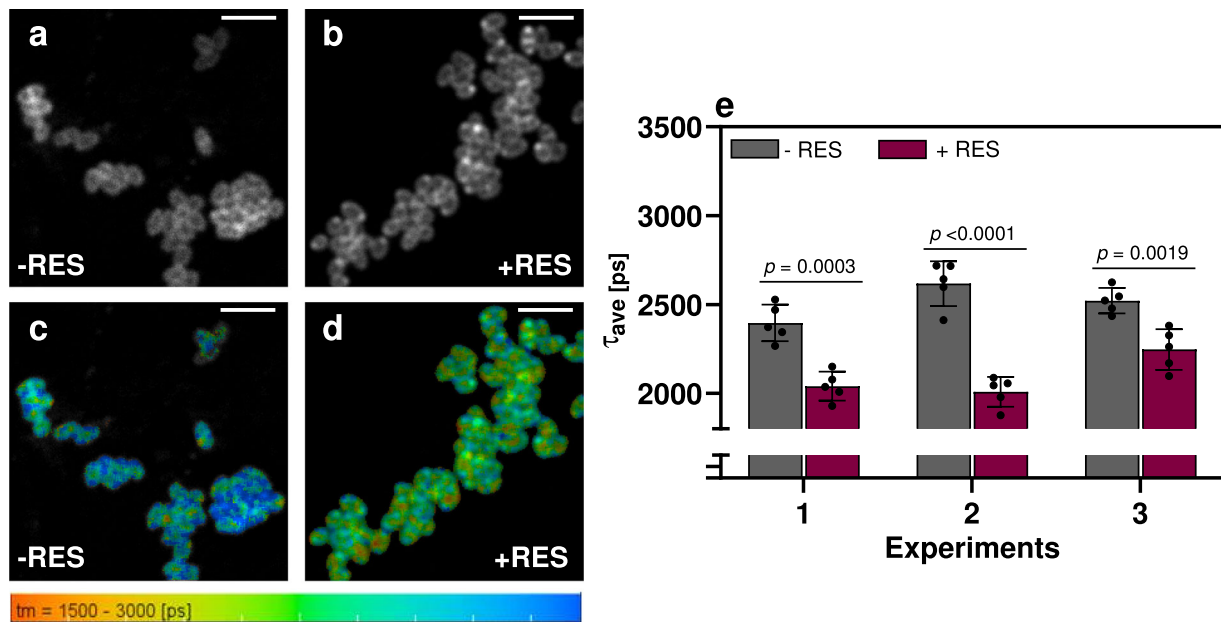 a
b
-RES
+RES
c
d
-RES
+RES
tm = 1500 - 3000 [ps]
e
3500
3000
2500
2000
τave [ps]
- RES
+ RES
p = 0.0003
p <0.0001
p = 0.0019
1
2
3
Experiments